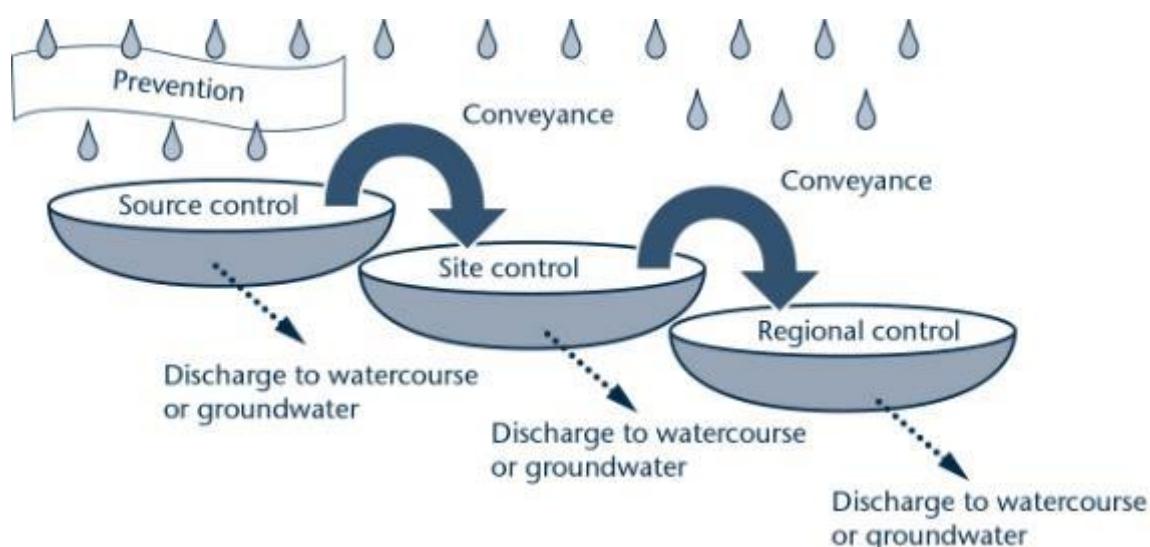 Prevention
Conveyance
Conveyance
Source control
Site control
Regional control
Discharge to watercourse
or groundwater
Discharge to watercourse
or groundwater
Discharge to watercourse
or groundwater